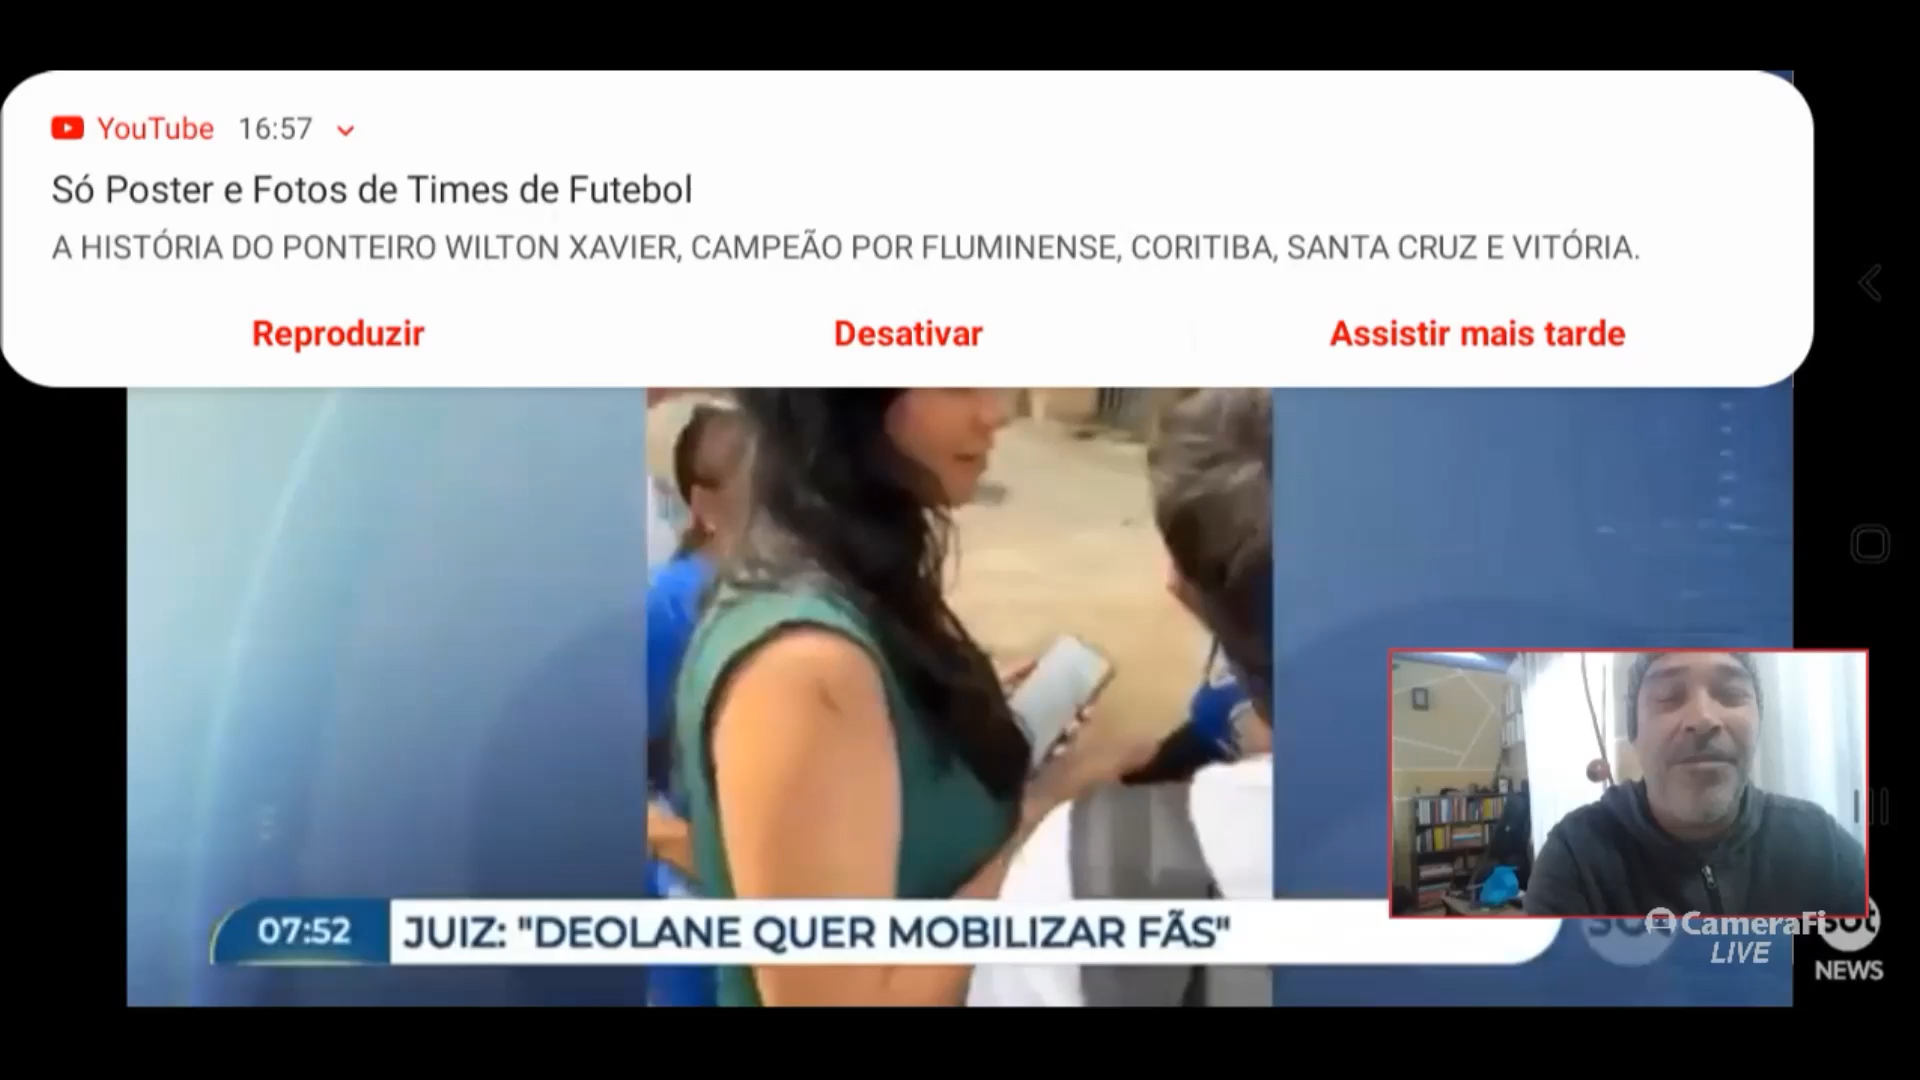 YouTube 16:57
Só Poster e Fotos de Times de Futebol
A HISTÓRIA DO PONTEIRO WILTON XAVIER, CAMPEÃO POR FLUMINENSE, CORITIBA, SANTA CRUZ E VITÓRIA.
Reproduzir Desativar Assistir mais tarde
07:52 JUIZ: "DEOLANE QUER MOBILIZAR FÃS"
CameraFi
LIVE
NEWS